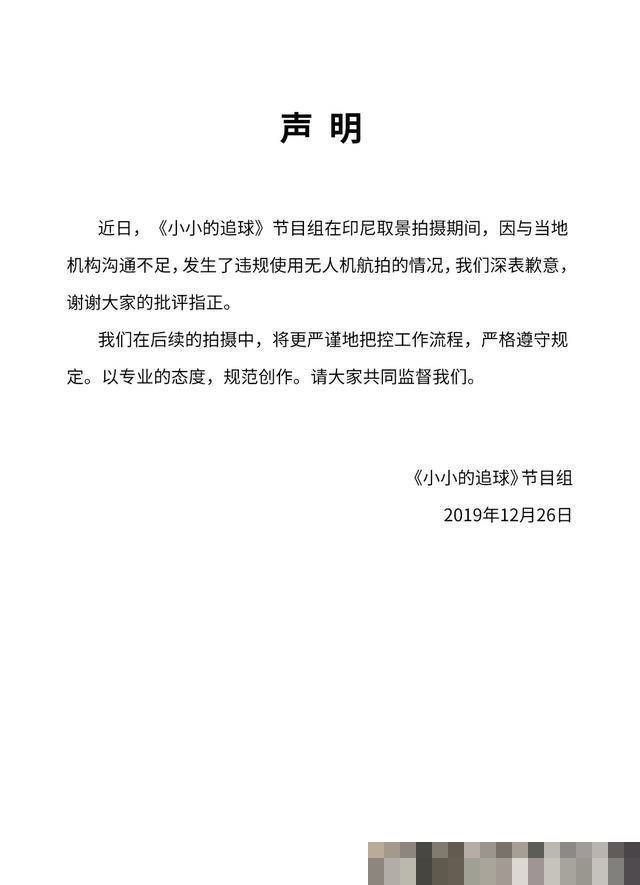 声 明
近日，《小小的追球》节目组在印尼取景拍摄期间，因与当地
机构沟通不足，发生了违规使用无人机航拍的情况，我们深表歉意，
谢谢大家的批评指正。
我们在后续的拍摄中，将更严谨地把控工作流程，严格遵守规
定。以专业的态度，规范创作。请大家共同监督我们。
《小小的追球》节目组
2019年12月26日